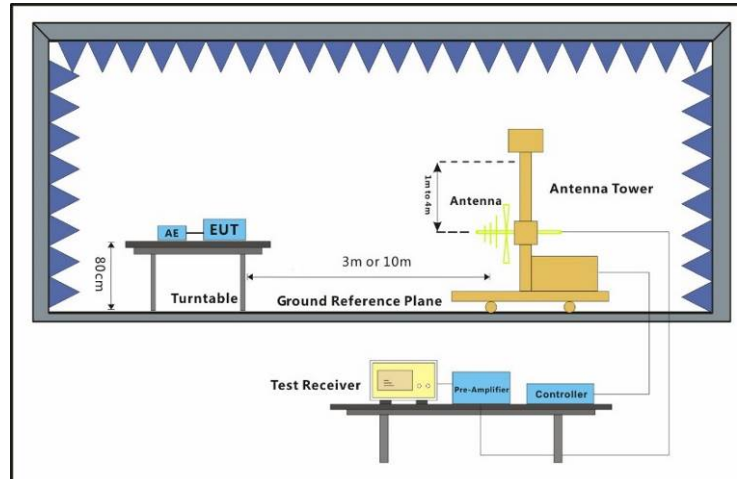 1m to 4m
Antenna Tower
Antenna
AE
EUT
80cm
3m or 10m
Turntable
Ground Reference Plane
Test Receiver
Pre-Amplifier
Controller